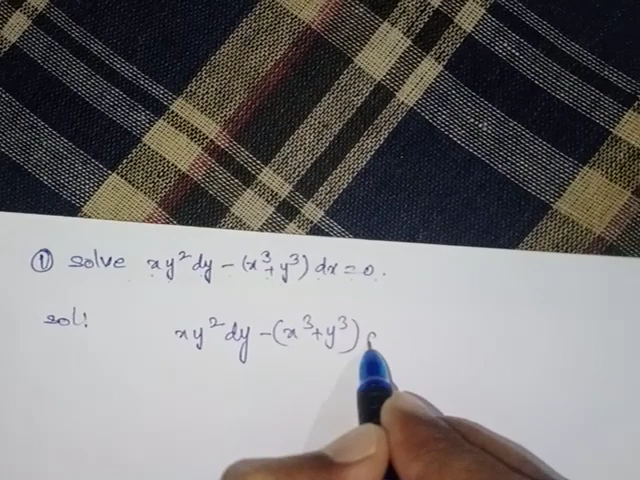 ① solve xy²dy - (x³+y³) dx = 0.
sol: xy²dy - (x³+y³)